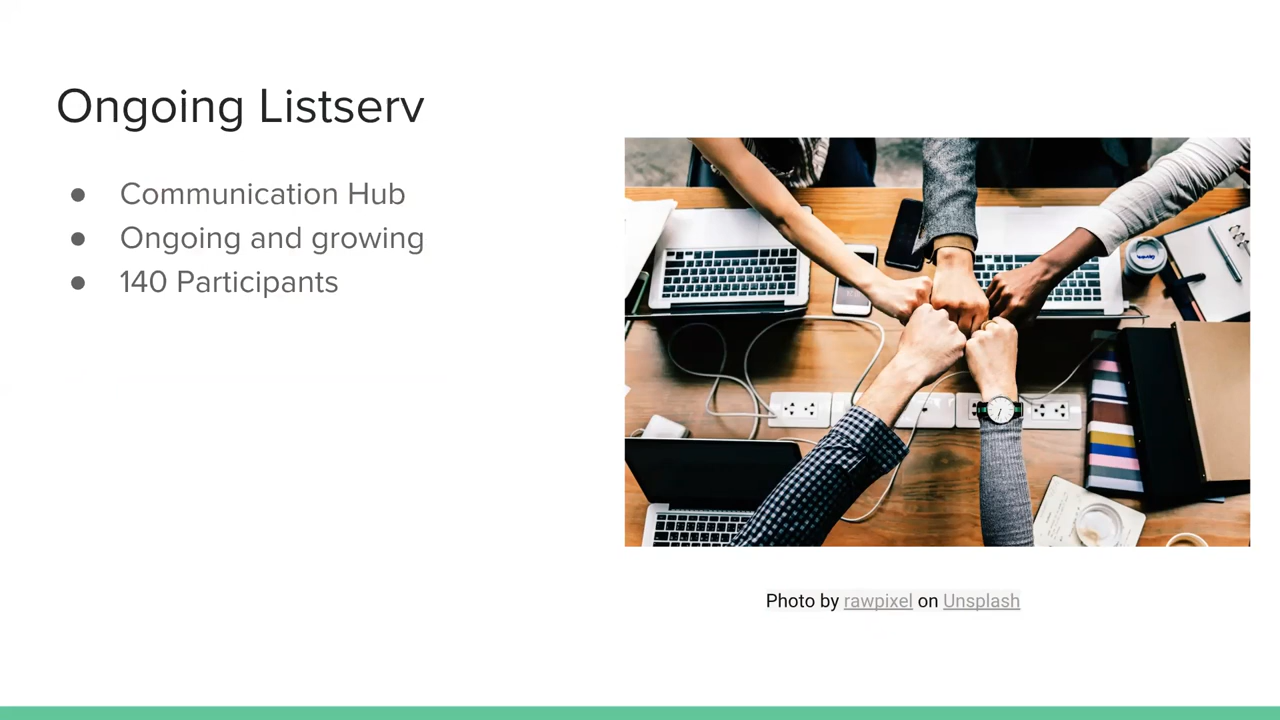 Ongoing Listserv
● Communication Hub
● Ongoing and growing
● 140 Participants
Photo by rawpixel on Unsplash